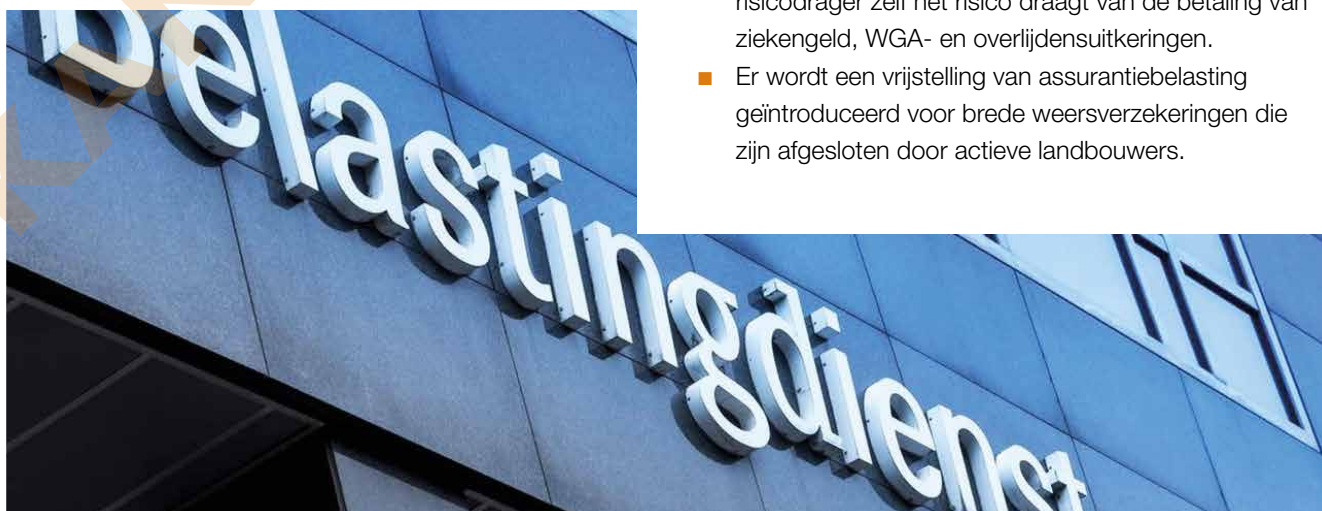 risicodrager zelf het risico draagt van de betaling van
ziekengeld, WGA- en overlijdensuitkeringen.
Er wordt een vrijstelling van assurantiebelasting
geïntroduceerd voor brede weersverzekeringen die
zijn afgesloten door actieve landbouwers.
Belastingdienst